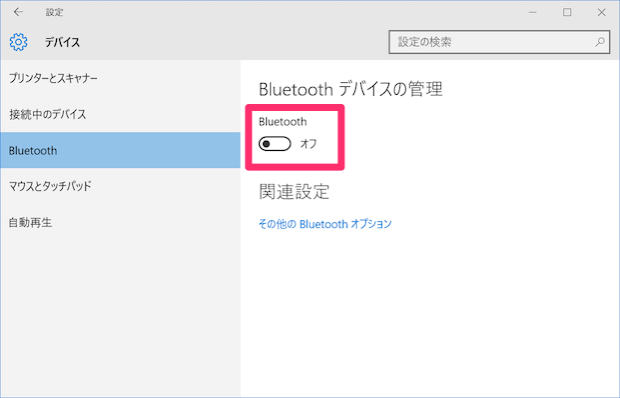 設定
デバイス
設定の検索
プリンターとスキャナー
接続中のデバイス
Bluetooth
マウスとタッチパッド
自動再生
Bluetooth デバイスの管理
Bluetooth
オフ
関連設定
その他の Bluetooth オプション